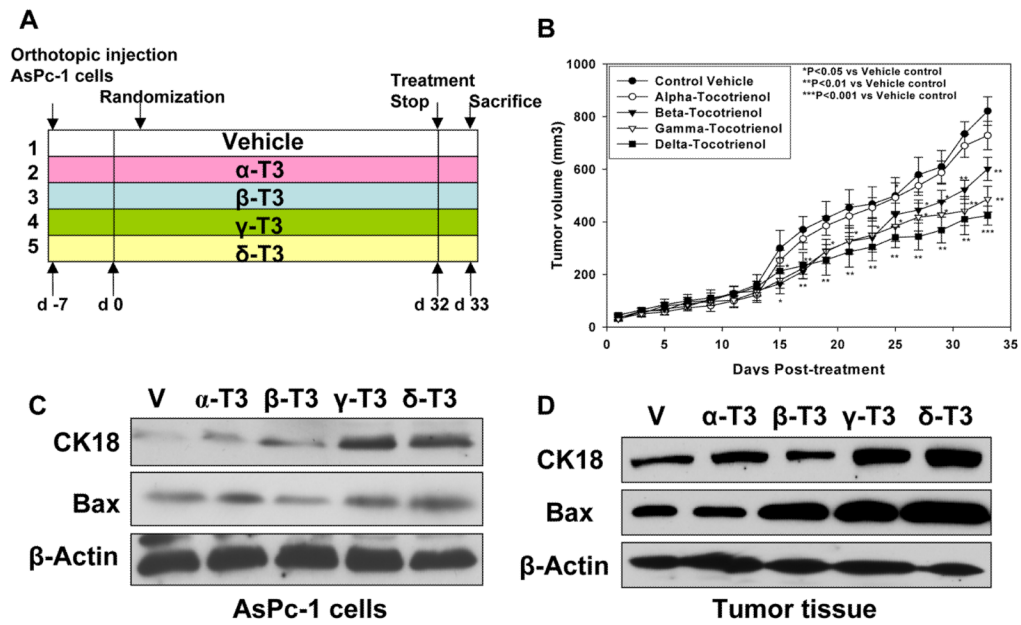 A
Orthotopic injection
AsPc-1 cells
Randomization
Treatment
Stop
Sacrifice
1 Vehicle
2 α-T3
3 β-T3
4 γ-T3
5 δ-T3
d -7 d 0 d 32 d 33
B
Control Vehicle
Alpha-Tocotrienol
Beta-Tocotrienol
Gamma-Tocotrienol
Delta-Tocotrienol
*P<0.05 vs Vehicle control
**P<0.01 vs Vehicle control
***P<0.001 vs Vehicle control
Tumor volume (mm3)
1000
800
600
400
200
0
0 5 10 15 20 25 30 35
Days Post-treatment
C
V α-T3 β-T3 γ-T3 δ-T3
CK18
Bax
β-Actin
AsPc-1 cells
D
V α-T3 β-T3 γ-T3 δ-T3
CK18
Bax
β-Actin
Tumor tissue